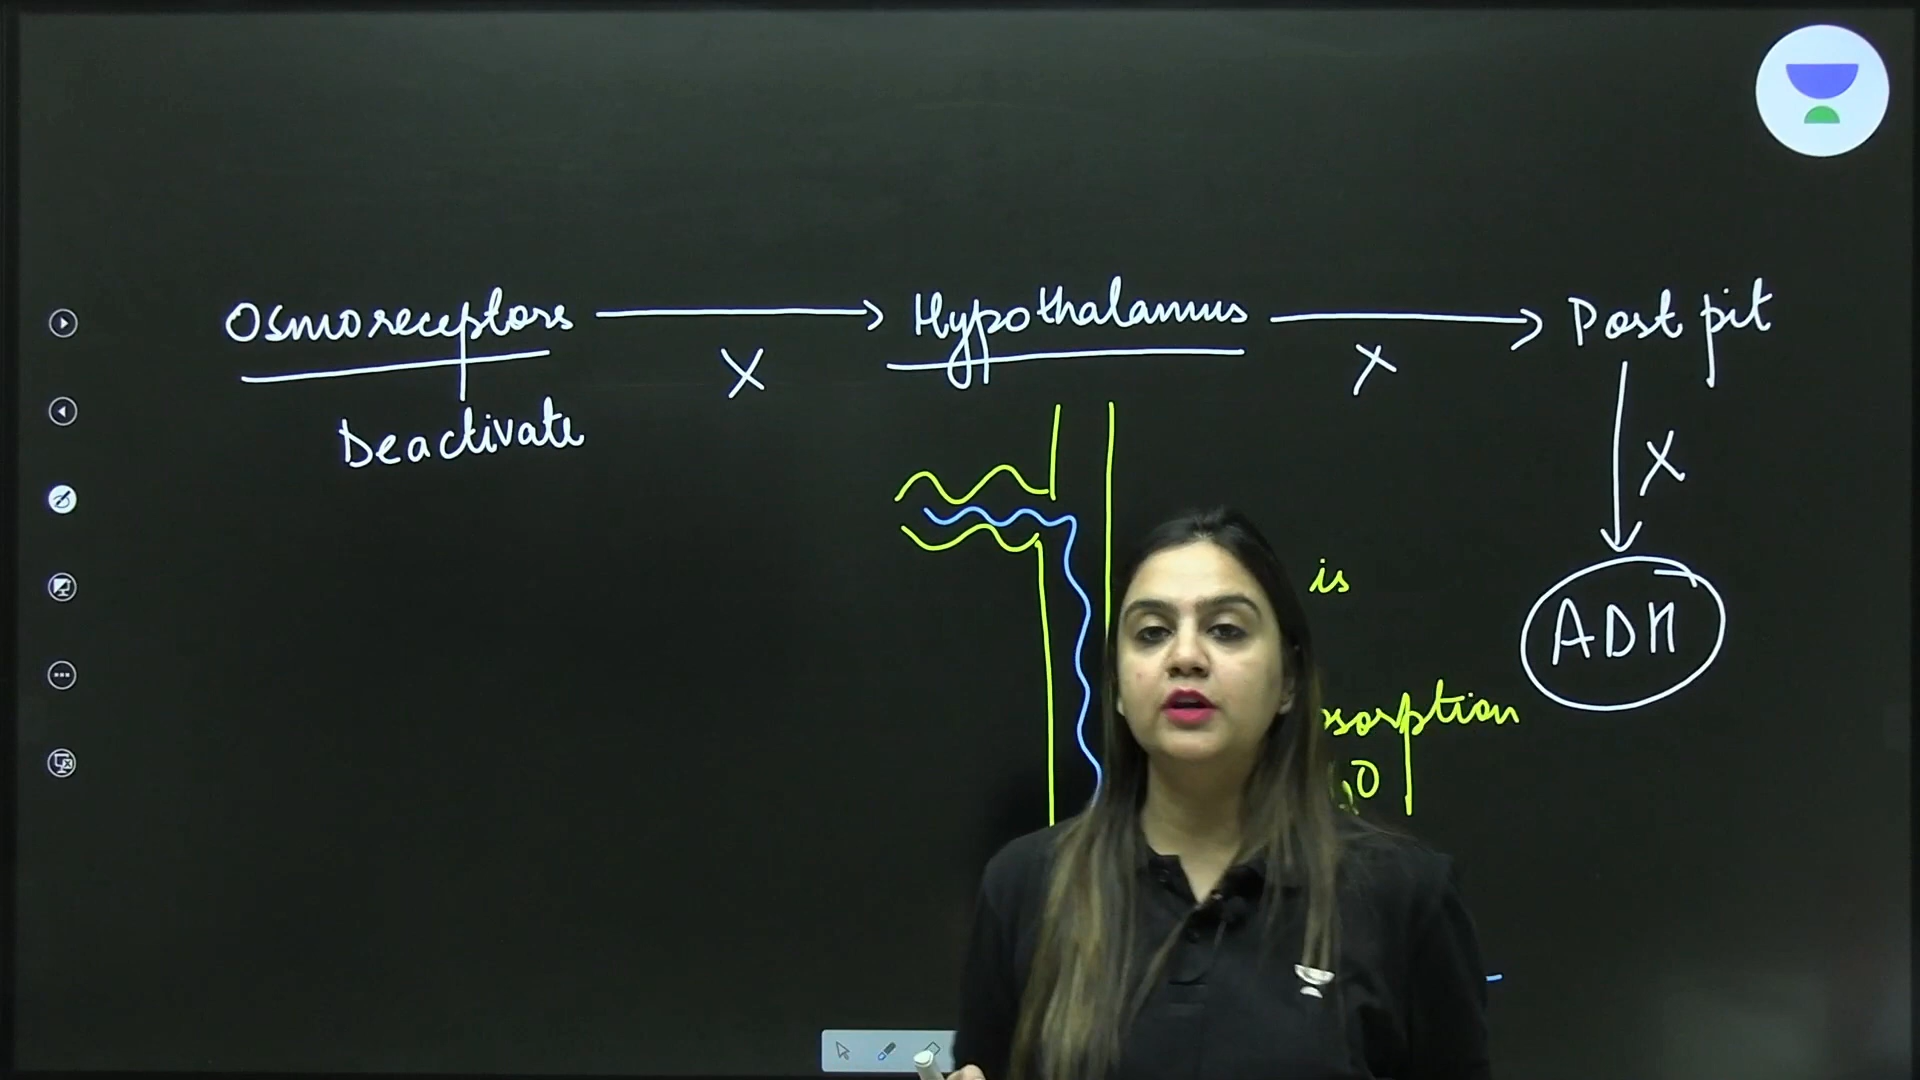 Osmoreceptors → Hypothalamus → Post pit
X X
Deactivate
X
is
ADH
sorption
O